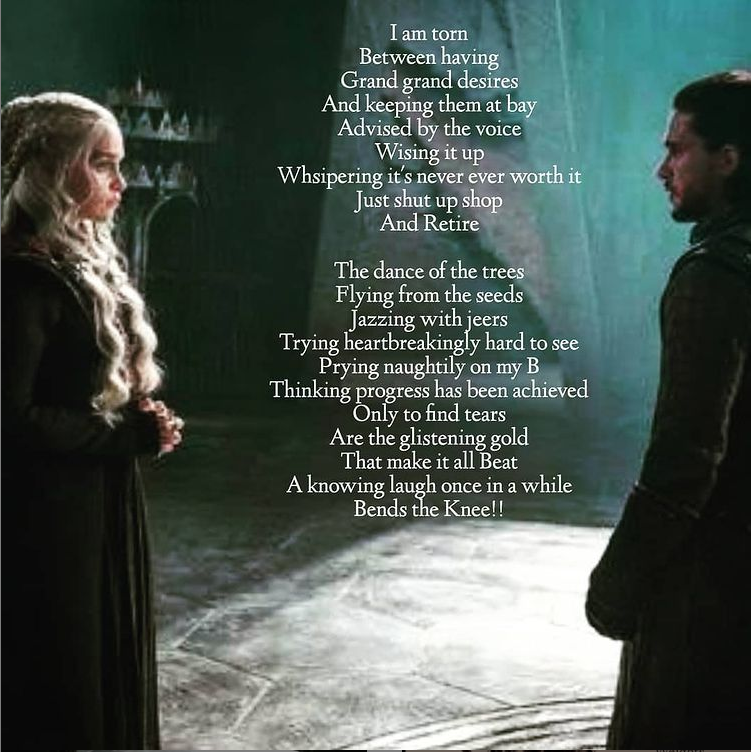 I am torn
Between having
Grand grand desires
And keeping them at bay
Advised by the voice
Wising it up
Whsipering it's never ever worth it
Just shut up shop
And Retire
The dance of the trees
Flying from the seeds
Jazzing with jeers
Trying heartbreakingly hard to see
Prying naughtily on my B
Thinking progress has been achieved
Only to find tears
Are the glistening gold
That make it all Beat
A knowing laugh once in a while
Bends the Knee!!